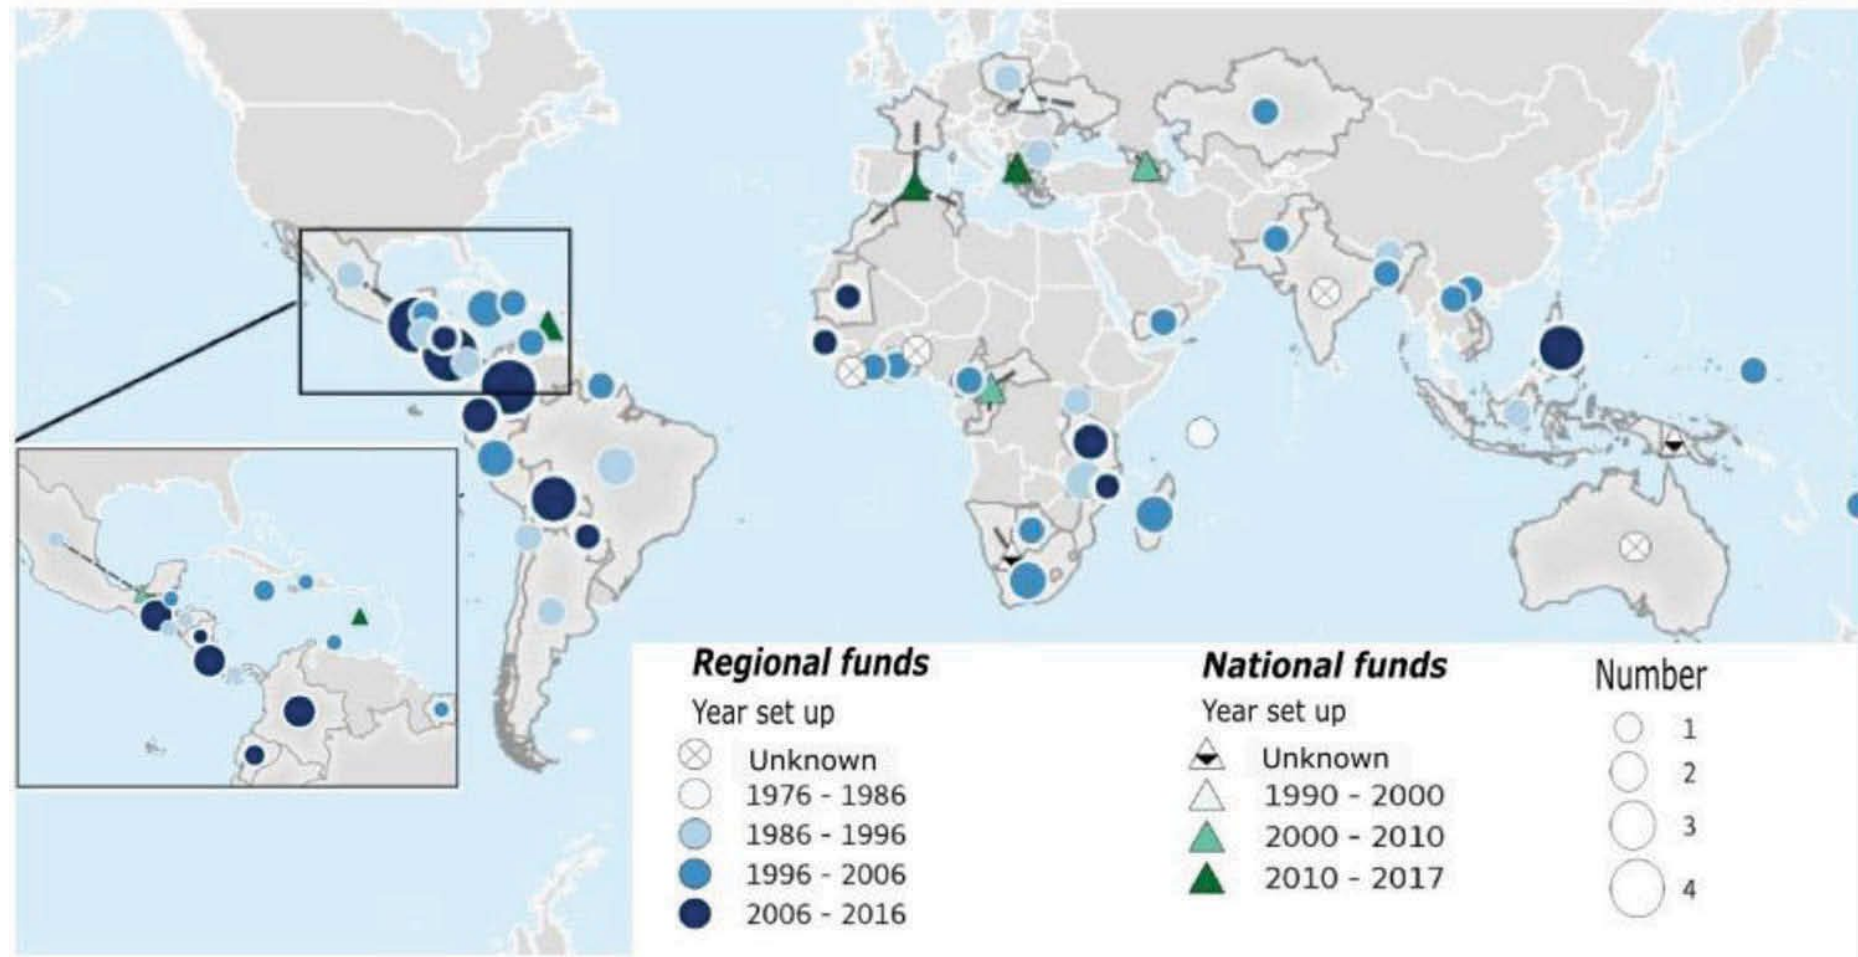 Regional funds
Year set up
Unknown
1976 - 1986
1986 - 1996
1996 - 2006
2006 - 2016
National funds
Year set up
Unknown
1990 - 2000
2000 - 2010
2010 - 2017
Number
1
2
3
4